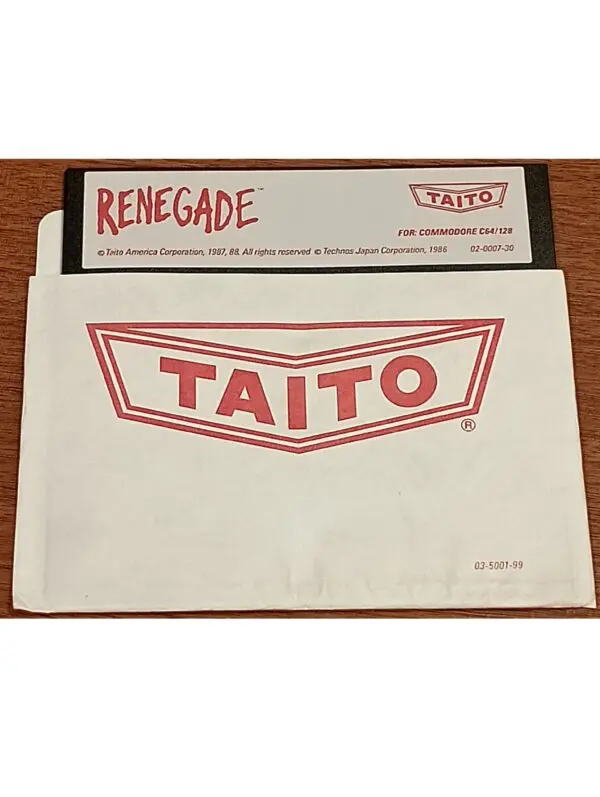 RENEGADE™
TAITO®
FOR: COMMODORE C64/128
© Taito America Corporation, 1987, 88. All rights reserved © Technos Japan Corporation, 1986 02-0007-30
TAITO
®
03-5001-99